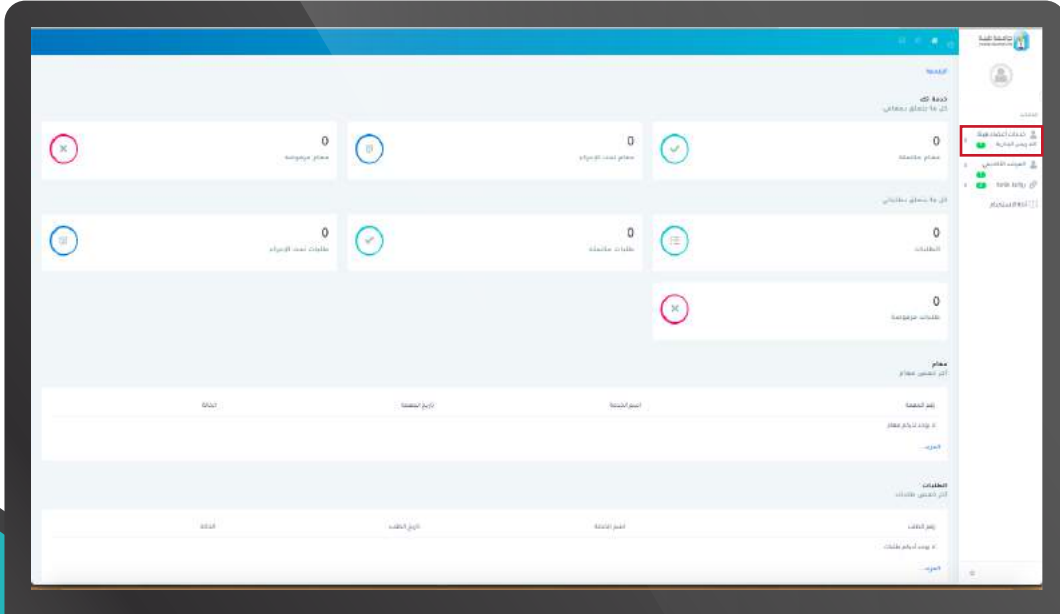 جامعة طيبة
الرئيسية
خدمة لك
كل ما يتعلق بمهامي
0
مهام مكتملة
0
مهام تحت الإجراء
0
مهام مرفوضة
كل ما يتعلق بطلباتي
0
الطلبات
0
طلبات مكتملة
0
طلبات تحت الإجراء
0
طلبات مرفوضة
مهام
آخر خمس مهام
رقم المهمة اسم الخدمة تاريخ المهمة الحالة
لا يوجد لديكم مهام
المزيد...
الطلبات
آخر خمس طلبات
رقم الطلب اسم الخدمة تاريخ الطلب الحالة
لا يوجد لديكم طلبات
المزيد...
خدمات أعضاء هيئة
التدريس الجارية
المرشد الأكاديمي
روابط هامة
أدلة الاستخدام